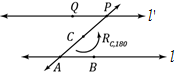 Q P l'
C R_{C,180}
A B l